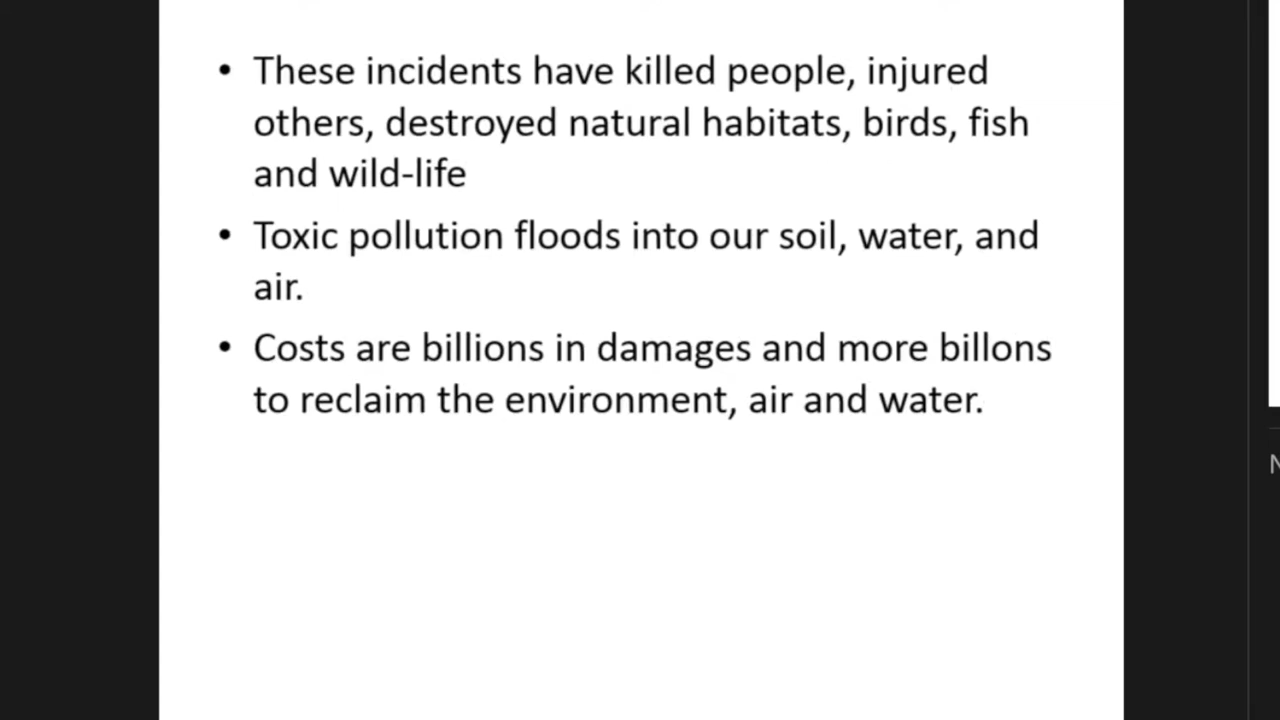 • These incidents have killed people, injured
others, destroyed natural habitats, birds, fish
and wild-life
• Toxic pollution floods into our soil, water, and
air.
• Costs are billions in damages and more billons
to reclaim the environment, air and water.